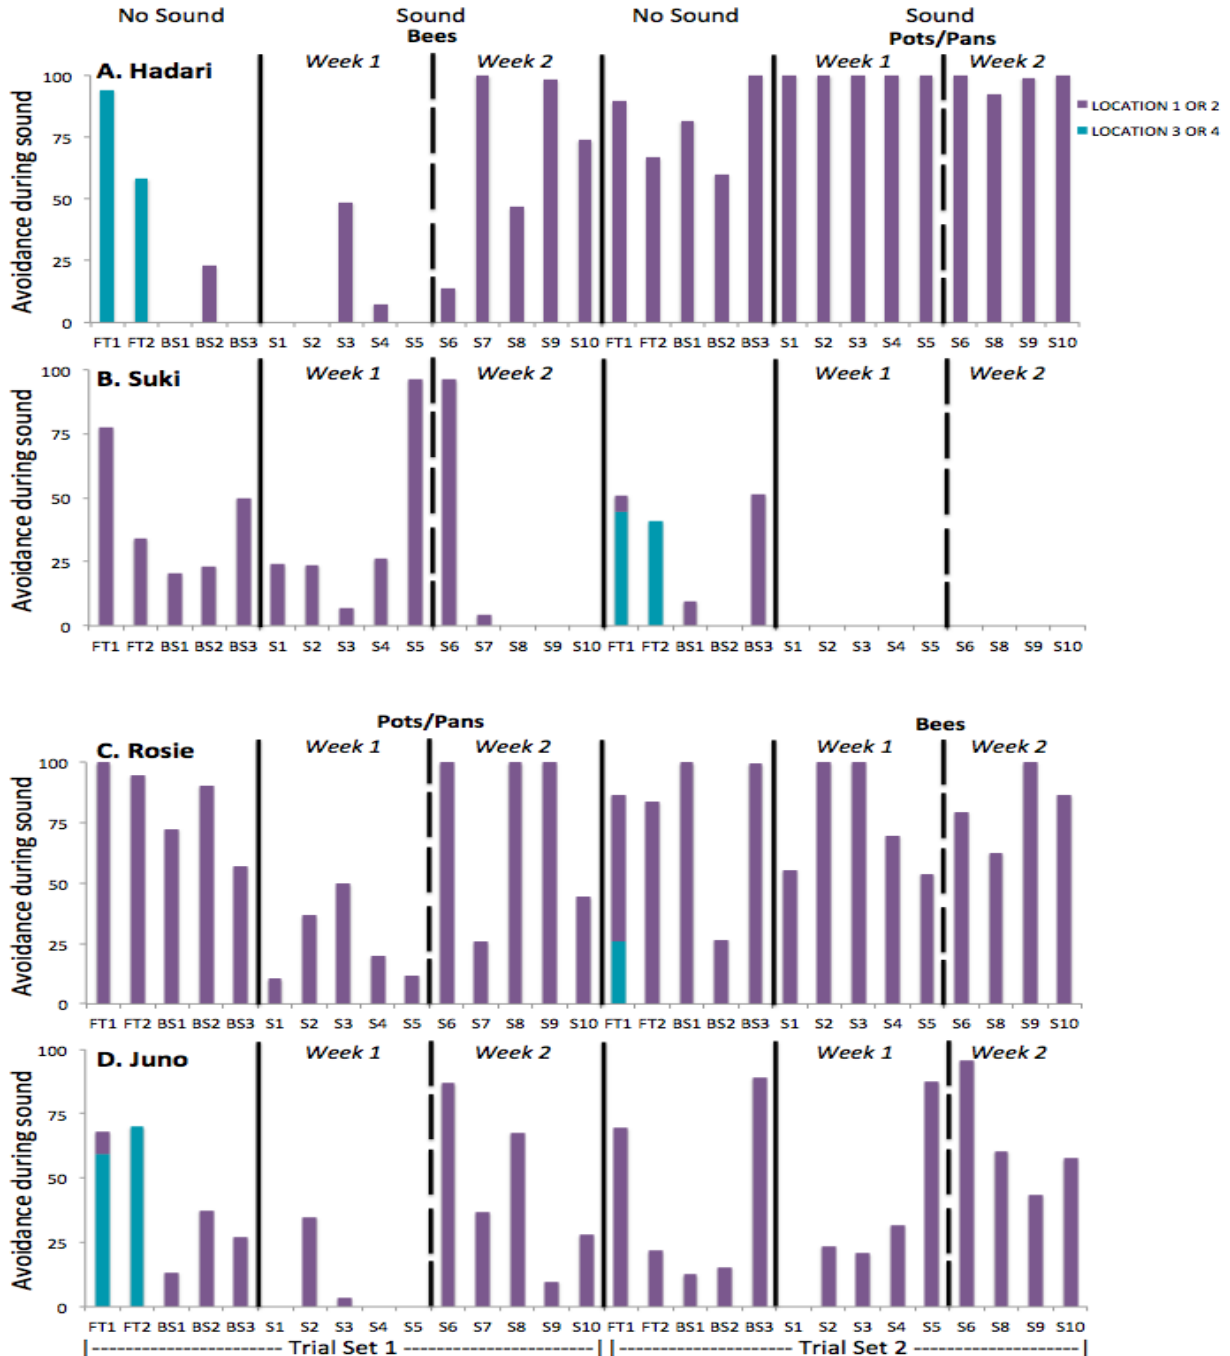 No Sound Sound No Sound Sound
Bees Pots/Pans
A. Hadari Week 1 Week 2 Week 1 Week 2
LOCATION 1 OR 2
LOCATION 3 OR 4
Avoidance during sound
100
75
50
25
0
FT1 FT2 BS1 BS2 BS3 S1 S2 S3 S4 S5 S6 S7 S8 S9 S10 FT1 FT2 BS1 BS2 BS3 S1 S2 S3 S4 S5 S6 S8 S9 S10
B. Suki Week 1 Week 2 Week 1 Week 2
Avoidance during sound
100
75
50
25
0
FT1 FT2 BS1 BS2 BS3 S1 S2 S3 S4 S5 S6 S7 S8 S9 S10 FT1 FT2 BS1 BS2 BS3 S1 S2 S3 S4 S5 S6 S8 S9 S10
Pots/Pans Bees
C. Rosie Week 1 Week 2 Week 1 Week 2
Avoidance during sound
100
75
50
25
0
FT1 FT2 BS1 BS2 BS3 S1 S2 S3 S4 S5 S6 S7 S8 S9 S10 FT1 FT2 BS1 BS2 BS3 S1 S2 S3 S4 S5 S6 S8 S9 S10
D. Juno Week 1 Week 2 Week 1 Week 2
Avoidance during sound
100
75
50
25
0
FT1 FT2 BS1 BS2 BS3 S1 S2 S3 S4 S5 S6 S7 S8 S9 S10 FT1 FT2 BS1 BS2 BS3 S1 S2 S3 S4 S5 S6 S8 S9 S10
|----------------------- Trial Set 1 -----------------------| |--------------------- Trial Set 2 --------------------|